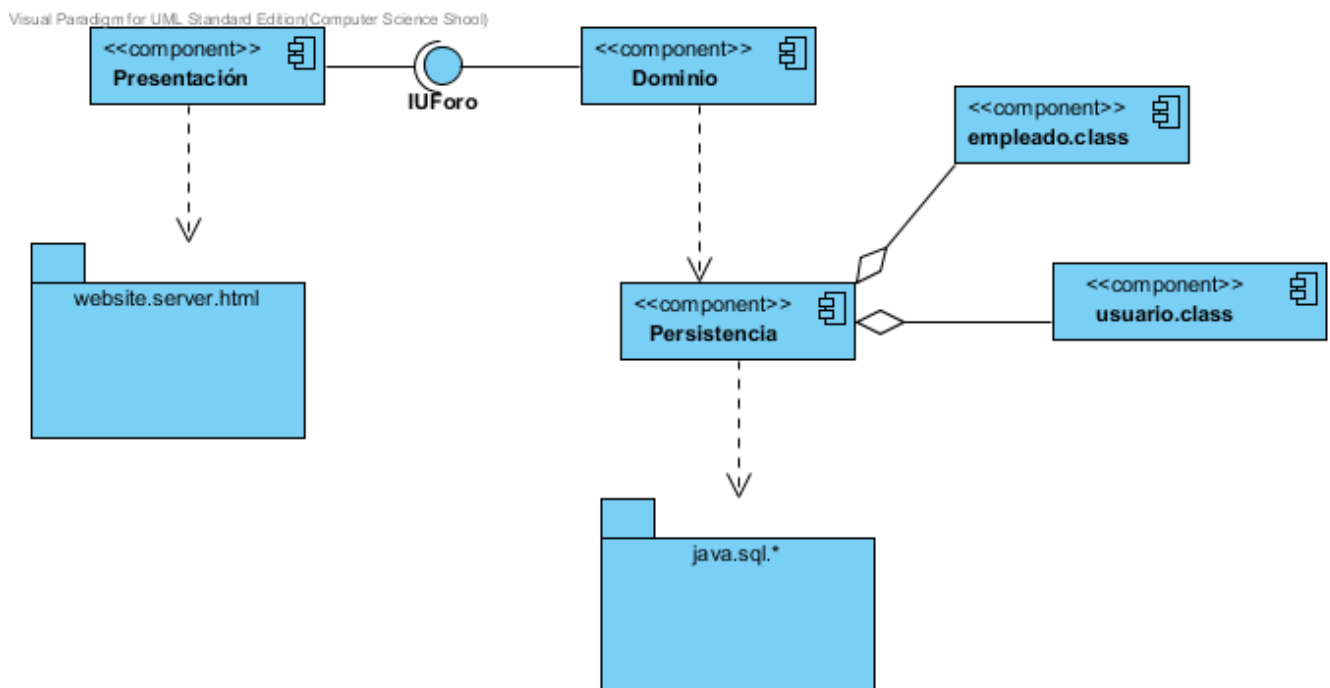 Visual Paradigm for UML Standard Edition(Computer Science Shool)
<<component>>
Presentación
IUForo
<<component>>
Dominio
<<component>>
empleado.class
website.server.html
<<component>>
Persistencia
<<component>>
usuario.class
java.sql.*